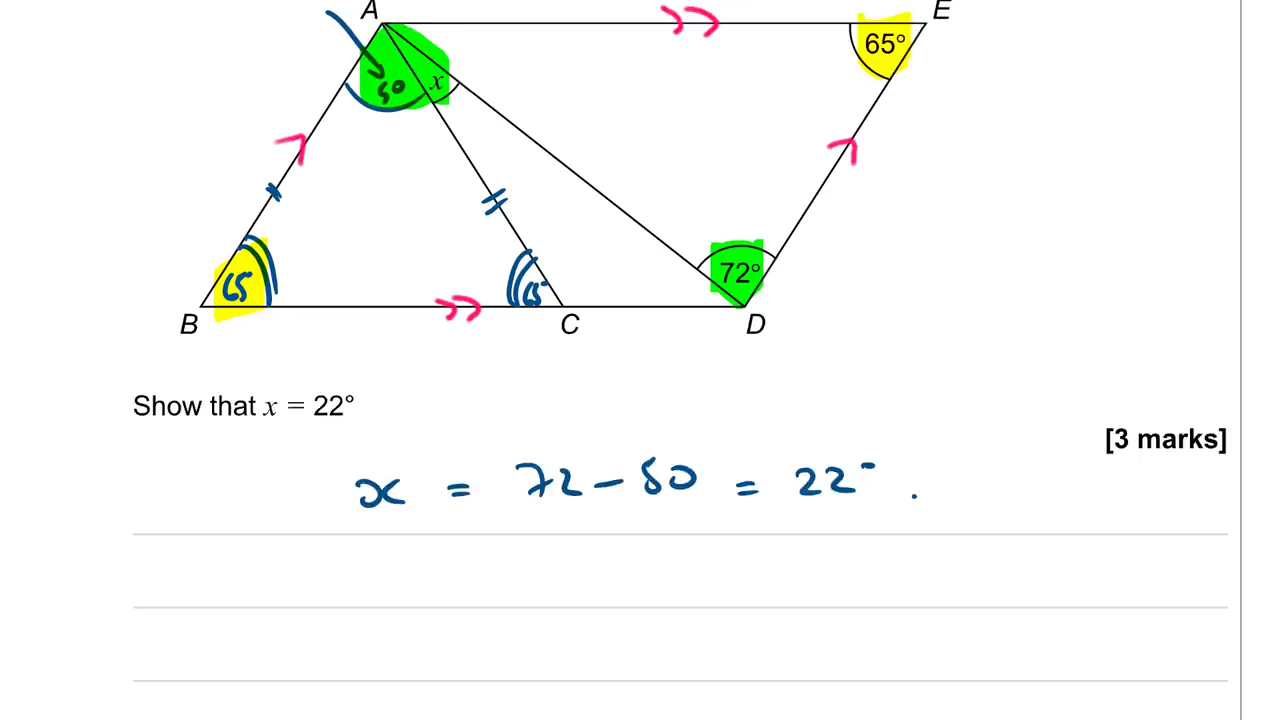 A
E
65°
50
x
65
65°
72°
B
C
D
Show that x = 22°
[3 marks]
x = 72 - 50 = 22° .